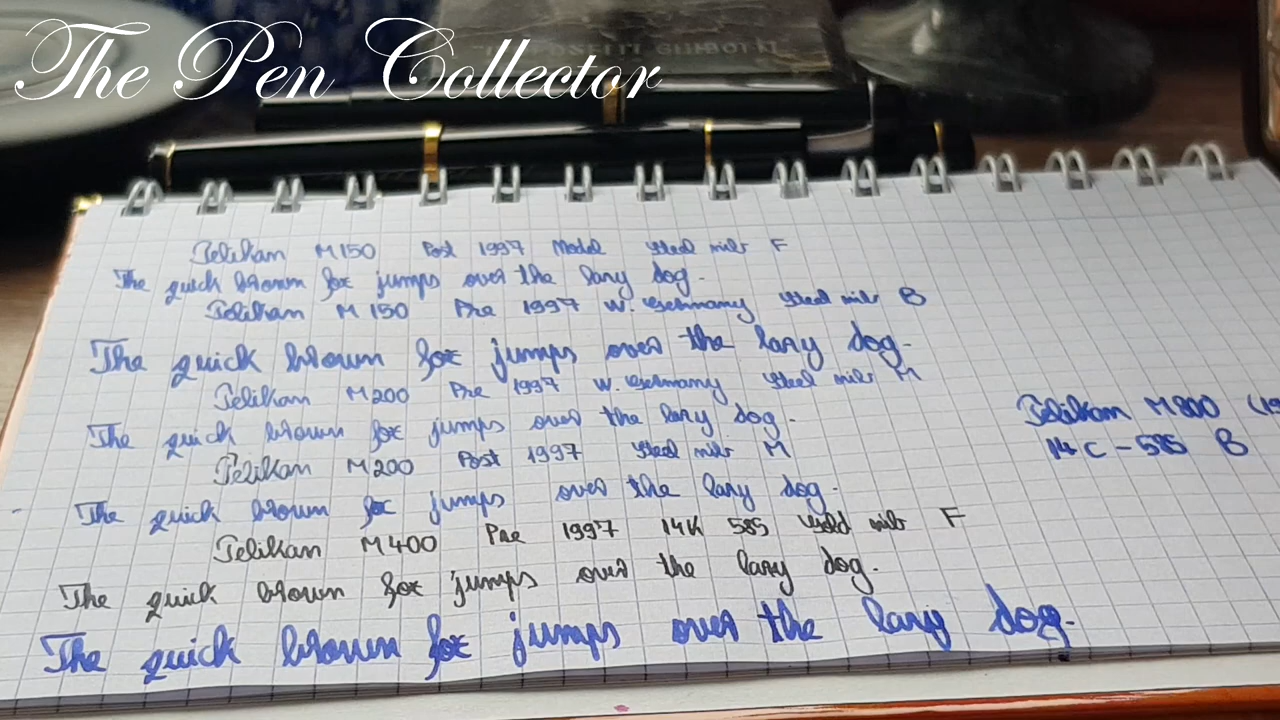 The Pen Collector
Pelikan M150 Post 1997 Model Steel nib F
The quick brown fox jumps over the lazy dog.
Pelikan M150 Pre 1997 W. Germany Steel nib B
The quick brown fox jumps over the lazy dog.
Pelikan M200 Pre 1997 W. Germany Steel nib M
The quick brown fox jumps over the lazy dog.
Pelikan M200 Post 1997 Steel nib M
The quick brown fox jumps over the lazy dog.
Pelikan M400 Pre 1997 14K 585 Gold nib F
The quick brown fox jumps over the lazy dog.
Pelikan M800 (19
14C-585 B
The quick brown fox jumps over the lazy dog.